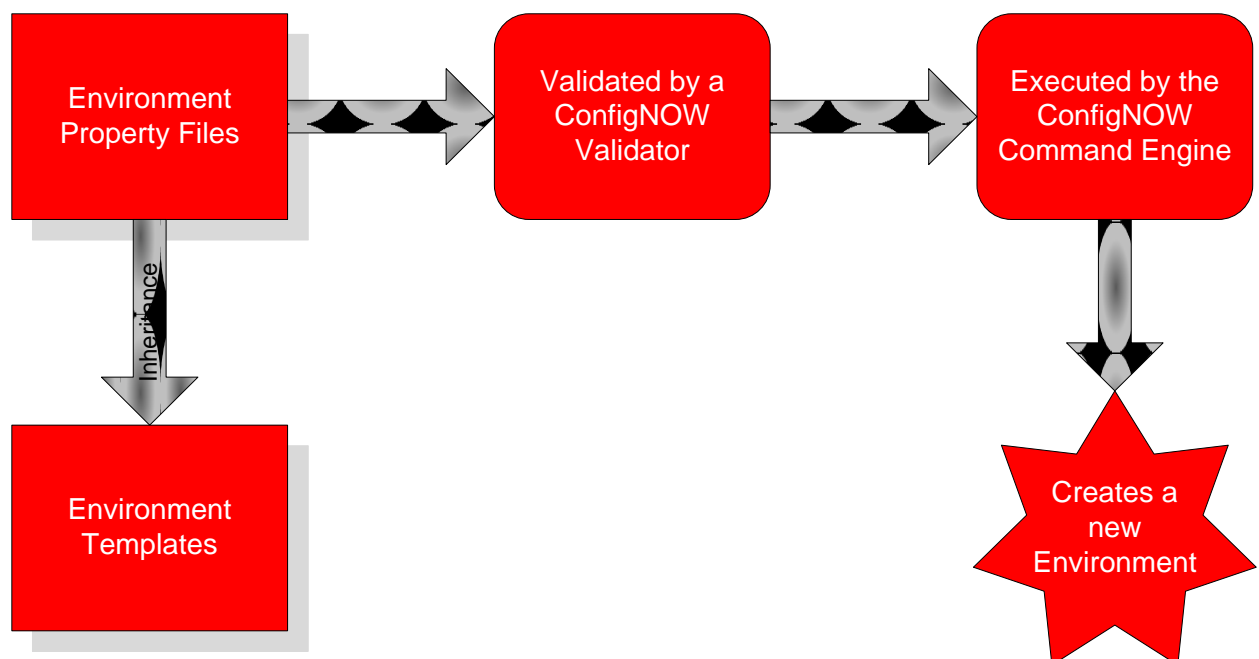 Environment
Property Files
Validated by a
ConfigNOW
Validator
Executed by the
ConfigNOW
Command Engine
Inheritance
Environment
Templates
Creates a
new
Environment